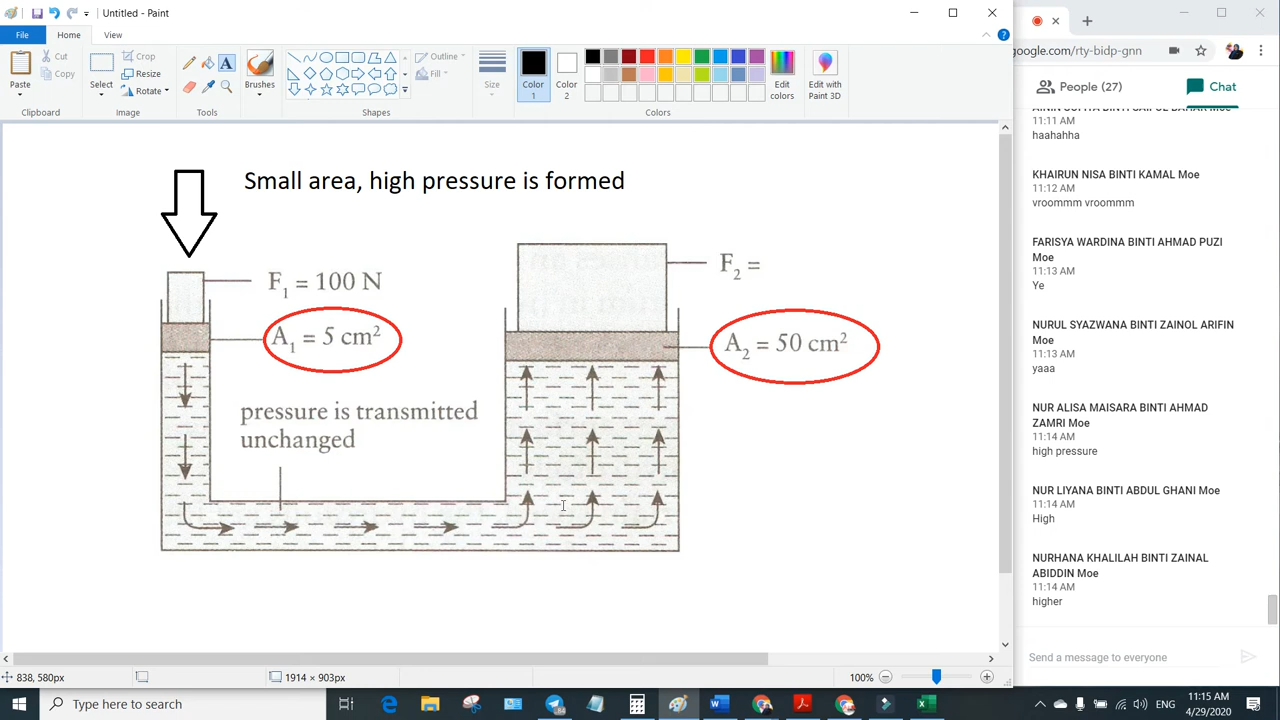 Untitled - Paint
File
Home
View
Paste
Clipboard
Select
Crop
Resize
Rotate
Image
Tools
Brushes
Outline
Fill
Shapes
Size
Color
1
Color
2
Colors
Edit
colors
Edit with
Paint 3D
Small area, high pressure is formed
F1 = 100 N
A1 = 5 cm²
pressure is transmitted
unchanged
F2 =
A2 = 50 cm²
838, 580px
1914 × 903px
100%
google.com/rty-bidp-gnn
People (27)
Chat
11:11 AM
haahahha
KHAIRUN NISA BINTI KAMAL Moe
11:12 AM
vroommm vroommm
FARISYA WARDINA BINTI AHMAD PUZI
Moe
11:13 AM
Ye
NURUL SYAZWANA BINTI ZAINOL ARIFIN
Moe
11:13 AM
yaaa
NUR ALISA MAISARA BINTI AHMAD
ZAMRI Moe
11:14 AM
high pressure
NUR LIYANA BINTI ABDUL GHANI Moe
11:14 AM
High
NURHANA KHALILAH BINTI ZAINAL
ABIDDIN Moe
11:14 AM
higher
Send a message to everyone
Type here to search
ENG
11:15 AM
4/29/2020